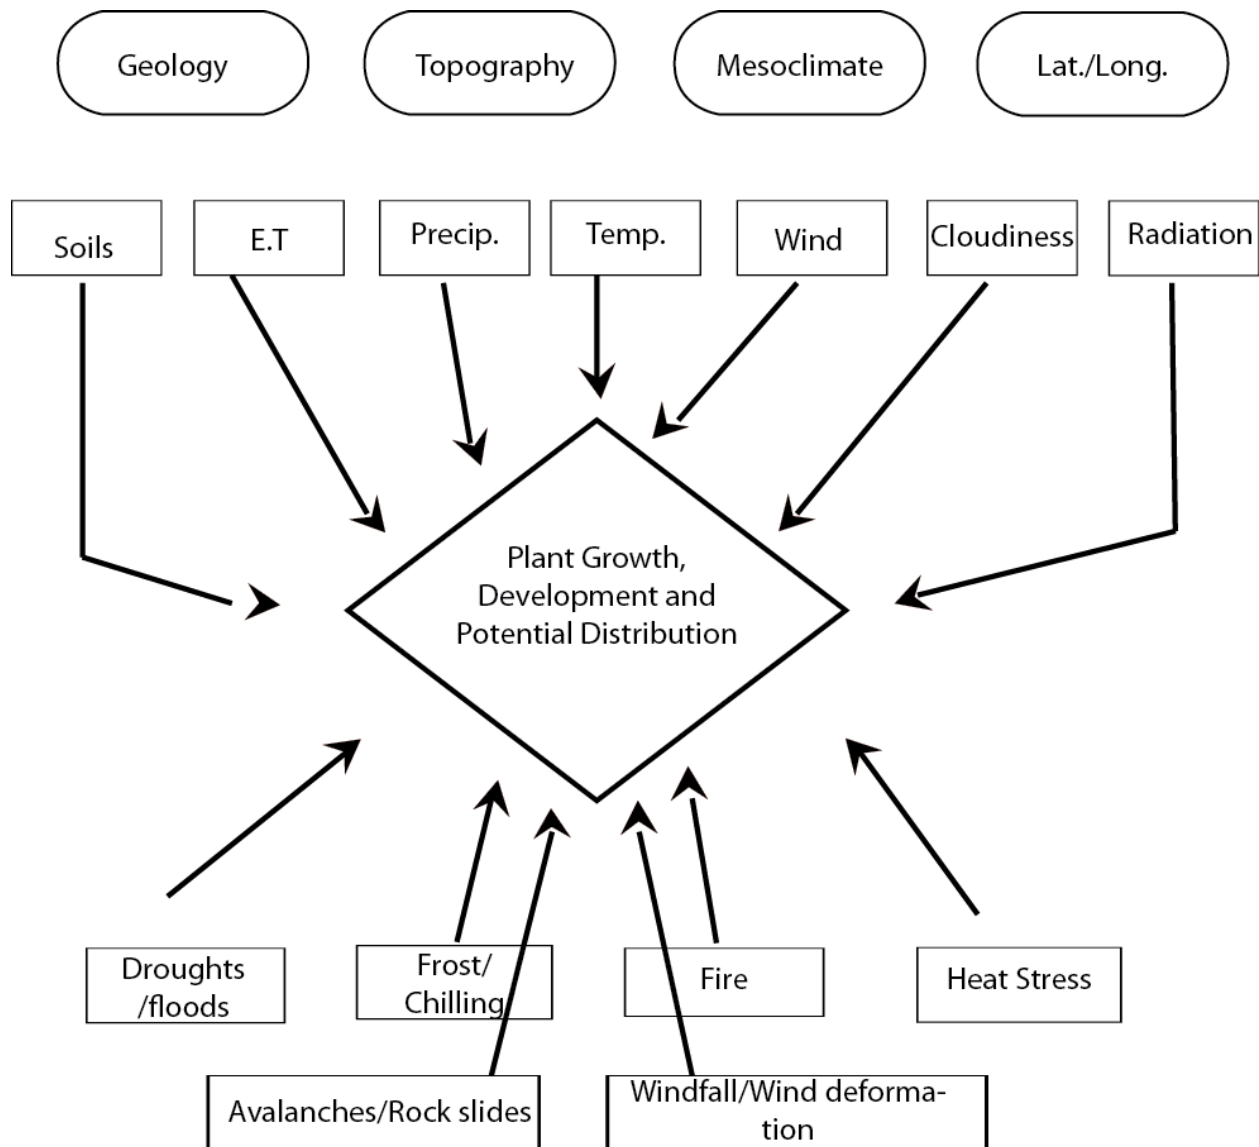 Geology
Topography
Mesoclimate
Lat./Long.
Soils
E.T
Precip.
Temp.
Wind
Cloudiness
Radiation
Plant Growth,
Development and
Potential Distribution
Droughts
/floods
Frost/
Chilling
Fire
Heat Stress
Avalanches/Rock slides
Windfall/Wind deforma-
tion